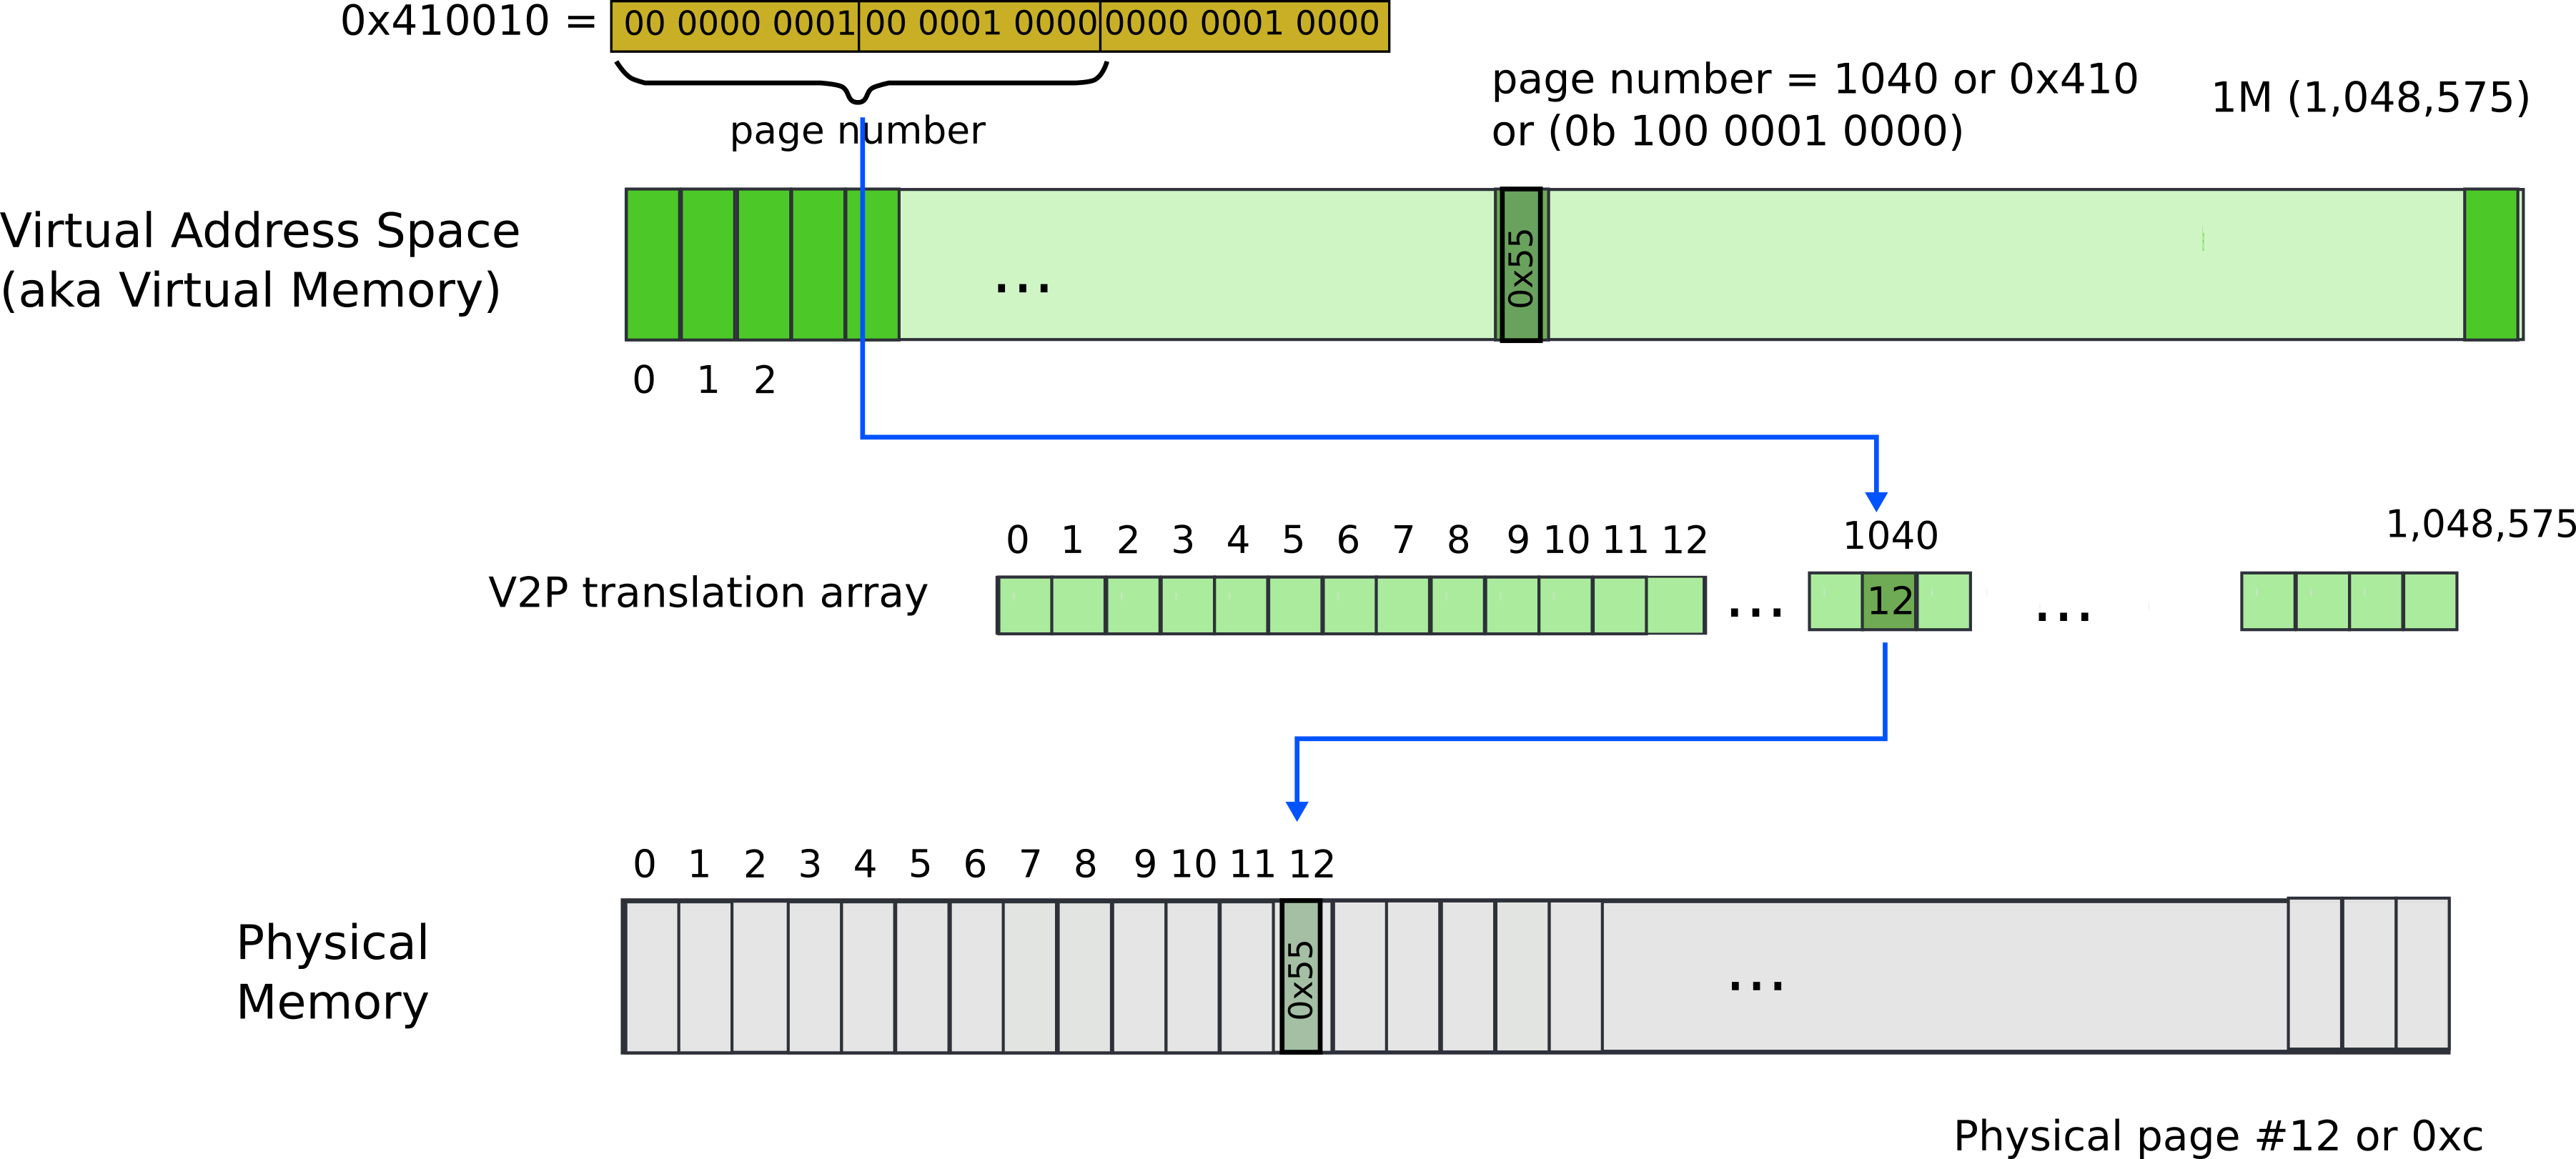 0x410010 = 00 0000 0001 00 0001 0000 0000 0001 0000
page number
page number = 1040 or 0x410
or (0b 100 0001 0000)
1M (1,048,575)
Virtual Address Space
(aka Virtual Memory)
...
0x55
0 1 2
0 1 2 3 4 5 6 7 8 9 10 11 12 1040 1,048,575
V2P translation array
... 12 ...
0 1 2 3 4 5 6 7 8 9 10 11 12
Physical
Memory
0x55
...
Physical page #12 or 0xc